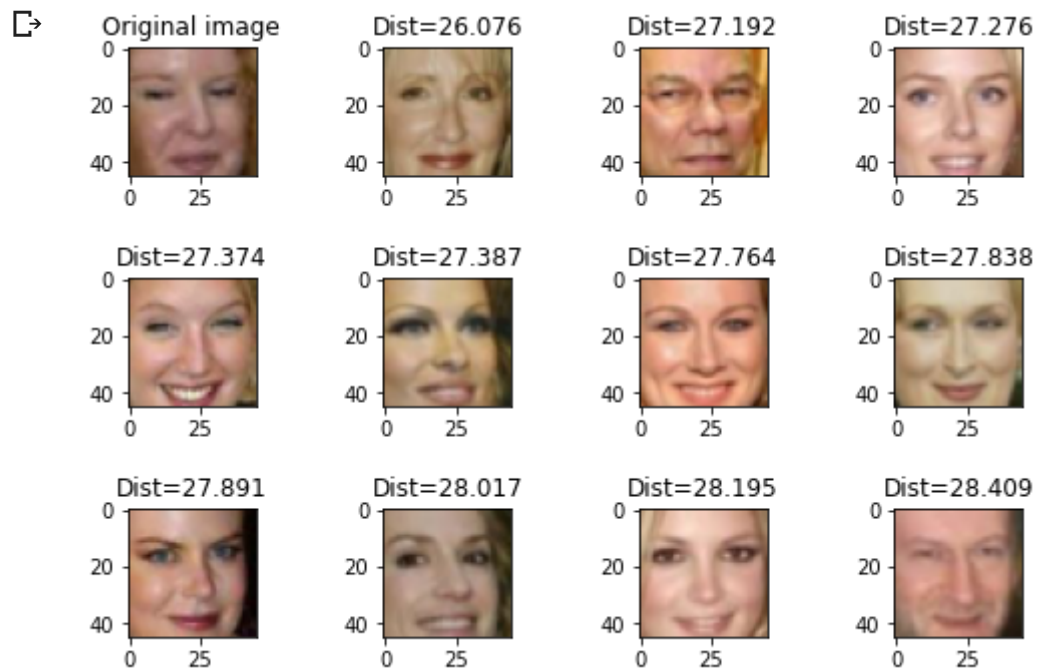 Original image Dist=26.076 Dist=27.192 Dist=27.276
0 0 0 0
20 20 20 20
40 40 40 40
0 25 0 25 0 25 0 25
Dist=27.374 Dist=27.387 Dist=27.764 Dist=27.838
0 0 0 0
20 20 20 20
40 40 40 40
0 25 0 25 0 25 0 25
Dist=27.891 Dist=28.017 Dist=28.195 Dist=28.409
0 0 0 0
20 20 20 20
40 40 40 40
0 25 0 25 0 25 0 25